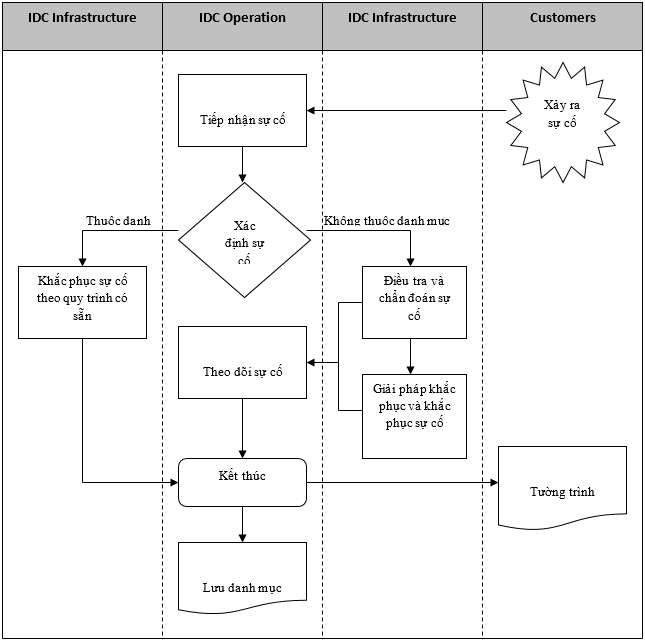 IDC Infrastructure
IDC Operation
IDC Infrastructure
Customers
Tiếp nhận sự cố
Xảy ra
sự cố
Thuộc danh
Xác
định sự
cố
Không thuộc danh mục
Khắc phục sự cố
theo quy trình có
sẵn
Điều tra và
chẩn đoán sự
cố
Theo dõi sự cố
Giải pháp khắc
phục và khắc
phục sự cố
Kết thúc
Tường trình
Lưu danh mục